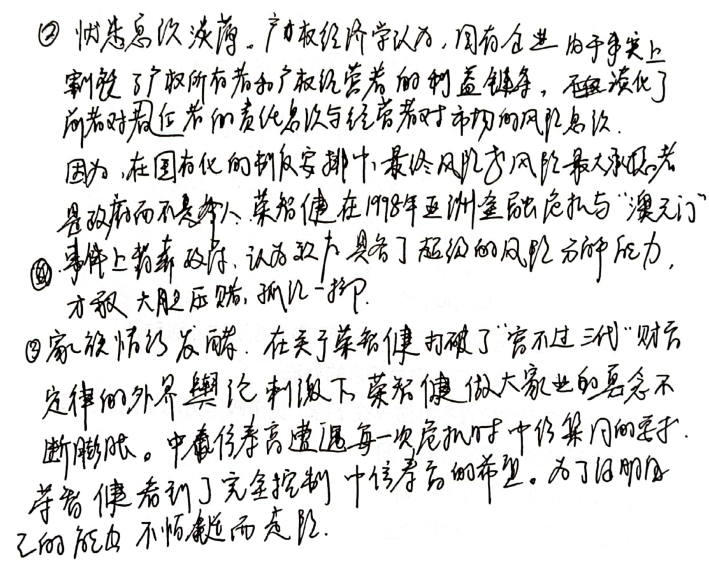 ② 忧患意识淡薄。产权经济学认为,国有企业由于事实上
割裂了产权所有者和产权经营者的利益链条,不淡化了
前者对责任者的责任意识与经营者对市场的风险意识.
因为,在国有化的制度安排中,最终风险或风险最大承担者
是政府而不是个人.荣智健在1998年亚洲金融危机与“澳元门”
事件上背靠政府、认为政府具备了超级的风险分解能力,
才敢大胆压赌,孤注一掷.
③ 家族情结发酵.在关于荣智健打破了“富不过三代”财富
定律的外界舆论刺激下荣智健做大家业的意念不
断膨胀。中信泰富遭遇每一次危机时中信集团的出手.
荣智健看到了完全控制中信泰富的希望。为了证明自
己的能力不怕铤而走险.